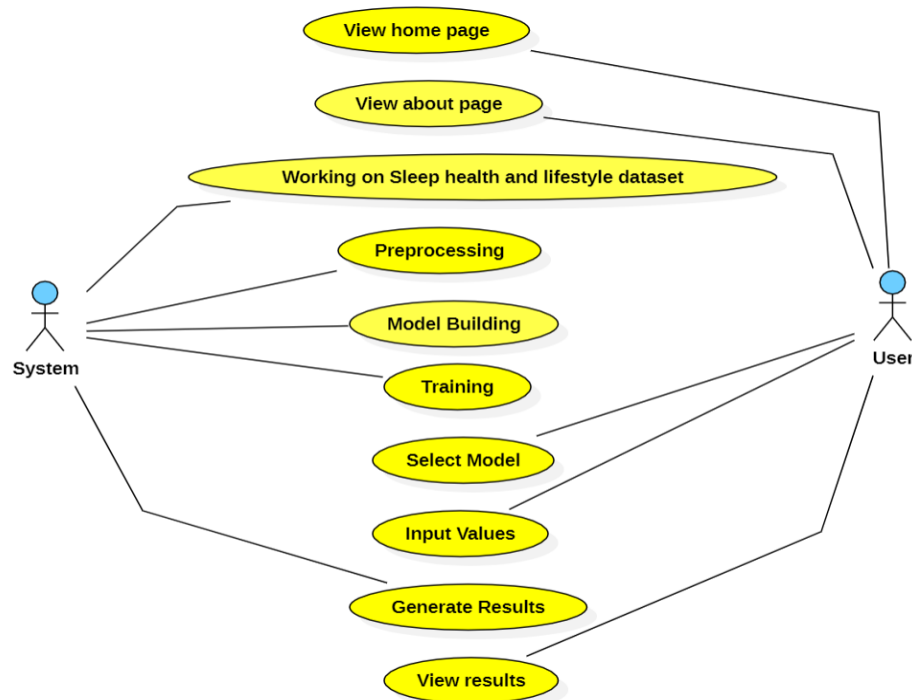 View home page
View about page
Working on Sleep health and lifestyle dataset
Preprocessing
Model Building
System
User
Training
Select Model
Input Values
Generate Results
View results